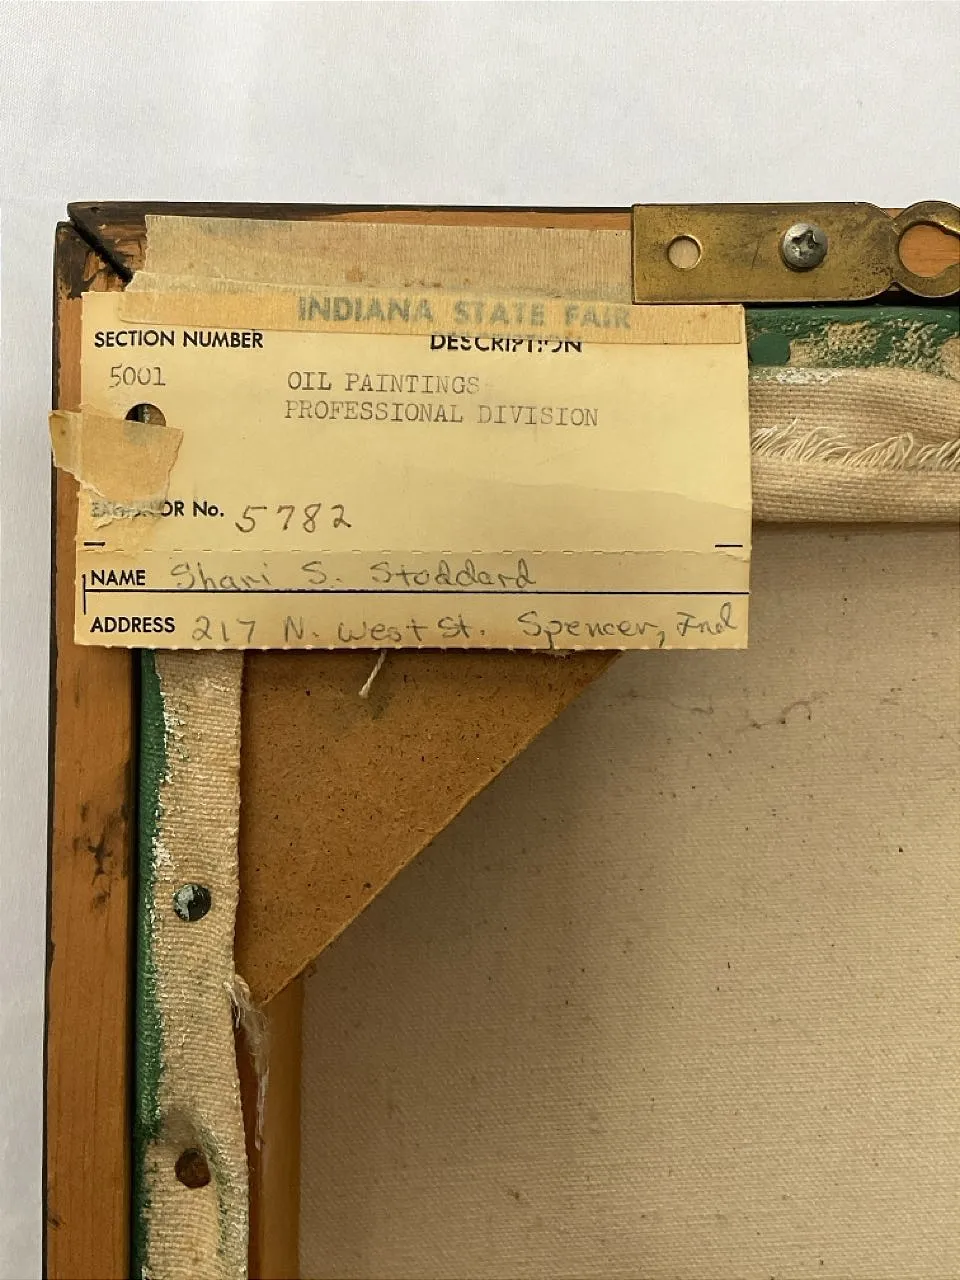 INDIANA STATE FAIR
SECTION NUMBER DESCRIPTION
5001 OIL PAINTINGS
PROFESSIONAL DIVISION
OR No. 5782
NAME Shari S. Stoddard
ADDRESS 217 N. West St. Spencer, Ind